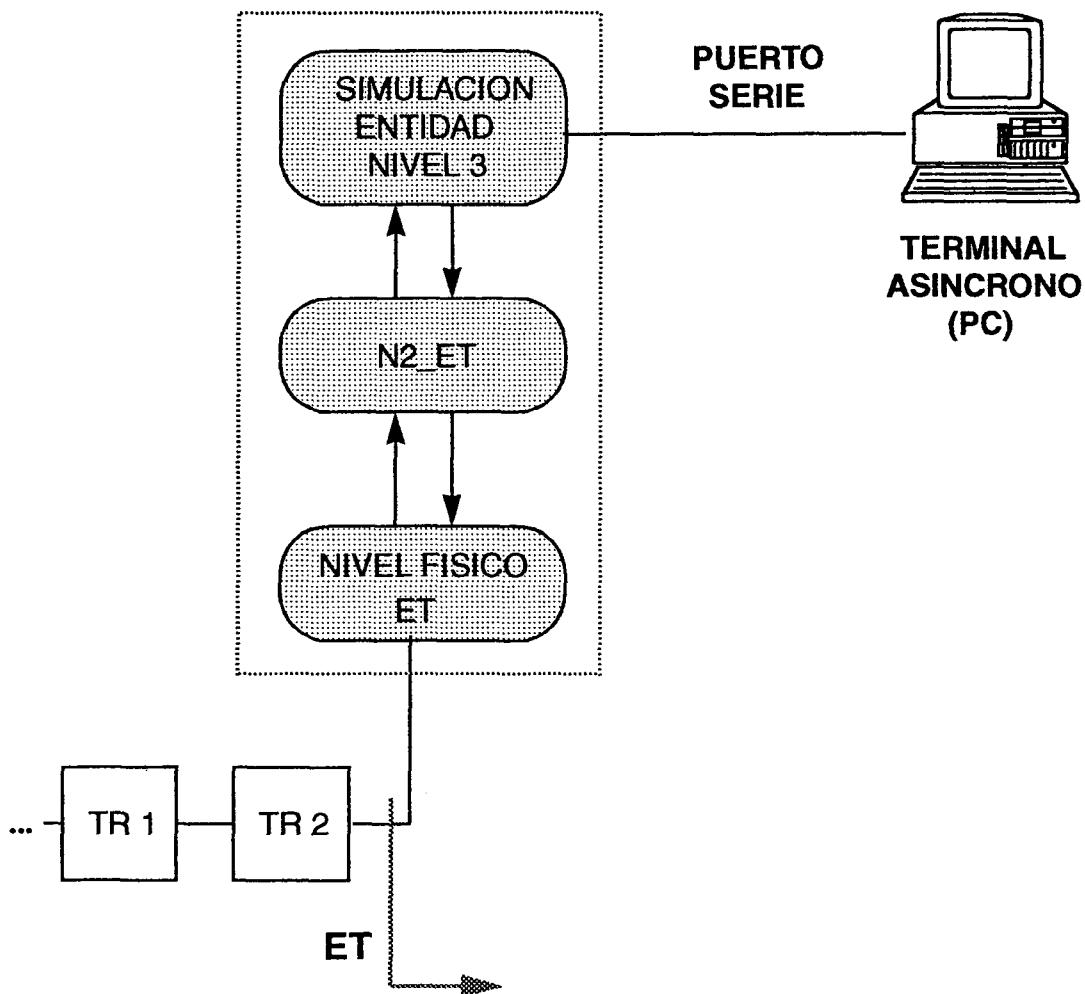 SIMULACION
ENTIDAD
NIVEL 3
PUERTO
SERIE
TERMINAL
ASINCRONO
(PC)
N2_ET
NIVEL FISICO
ET
...
TR 1
TR 2
ET